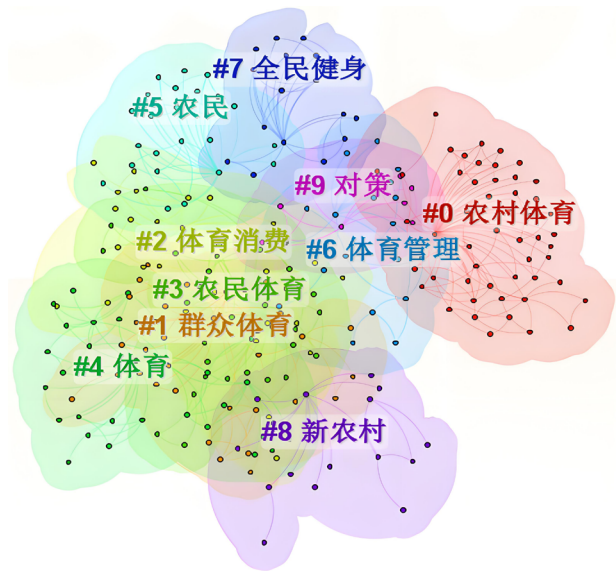 #7 全民健身
#5 农民
#9 对策
#0 农村体育
#2 体育消费
#6 体育管理
#3 农民体育
#1 群众体育
#4 体育
#8 新农村